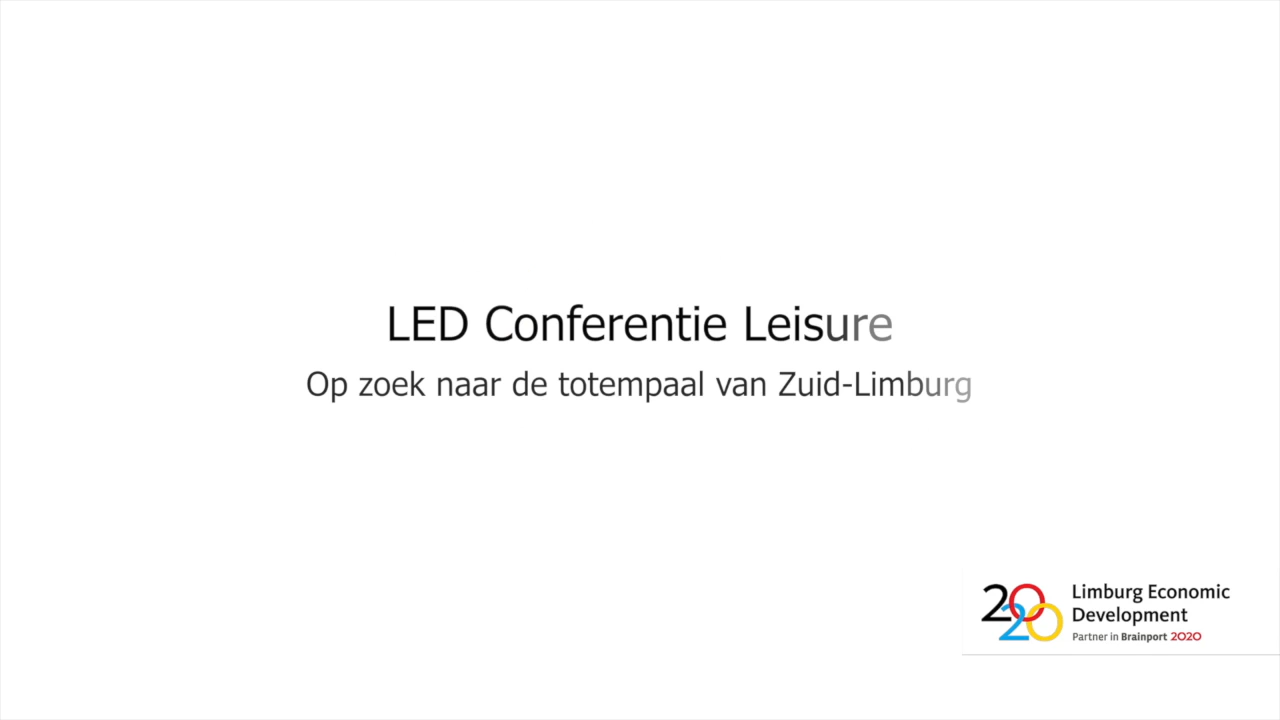 LED Conferentie Leisure
Op zoek naar de totempaal van Zuid-Limburg
2020
Limburg Economic
Development
Partner in Brainport 2020